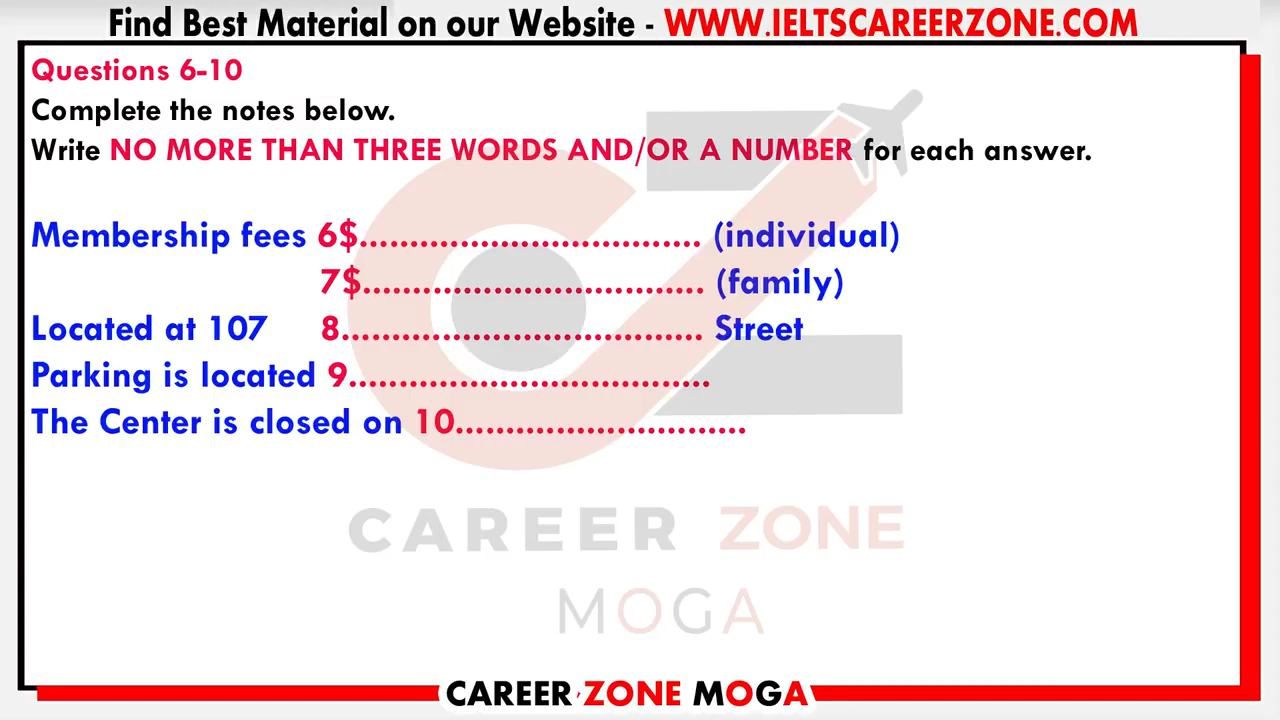 Find Best Material on our Website - WWW.IELTSCAREERZONE.COM
Questions 6-10
Complete the notes below.
Write NO MORE THAN THREE WORDS AND/OR A NUMBER for each answer.
Membership fees 6$.................................. (individual)
7$.................................. (family)
Located at 107 8.................................... Street
Parking is located 9....................................
The Center is closed on 10.............................
CAREER ZONE
MOGA
CAREER ZONE MOGA